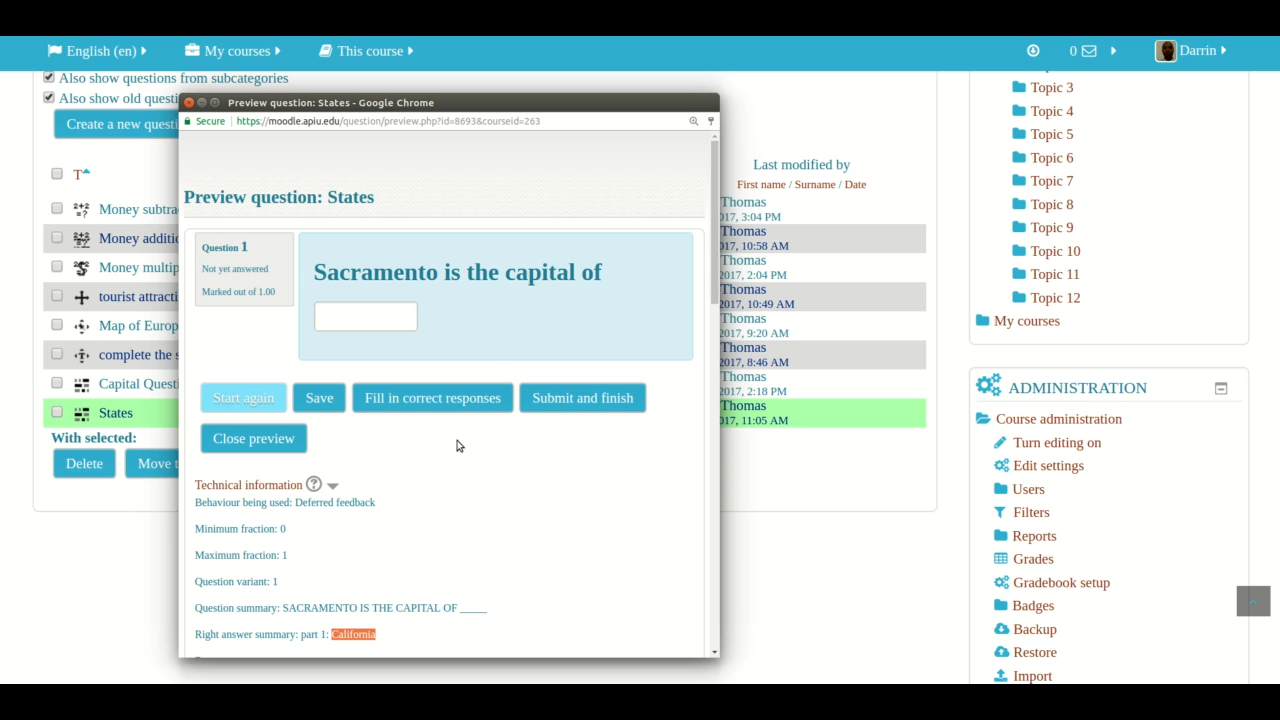 English (en)
My courses
This course
0
Darrin
Also show questions from subcategories
Also show old questi
Create a new questi
T
Money subtra
Money additi
Money multip
tourist attracti
Map of Europ
complete the s
Capital Questi
States
With selected:
Delete
Move t
Preview question: States - Google Chrome
Secure
https://moodle.apiu.edu/question/preview.php?id=8693&courseid=263
Preview question: States
Question 1
Not yet answered
Marked out of 1.00
Sacramento is the capital of
Start again
Save
Fill in correct responses
Submit and finish
Close preview
Technical information
Behaviour being used: Deferred feedback
Minimum fraction: 0
Maximum fraction: 1
Question variant: 1
Question summary: SACRAMENTO IS THE CAPITAL OF _____
Right answer summary: part 1: California
Last modified by
First name / Surname / Date
Thomas
017, 3:04 PM
Thomas
017, 10:58 AM
Thomas
2017, 2:04 PM
Thomas
2017, 10:49 AM
Thomas
017, 9:20 AM
Thomas
017, 8:46 AM
Thomas
2017, 2:18 PM
Thomas
017, 11:05 AM
Topic 3
Topic 4
Topic 5
Topic 6
Topic 7
Topic 8
Topic 9
Topic 10
Topic 11
Topic 12
My courses
ADMINISTRATION
Course administration
Turn editing on
Edit settings
Users
Filters
Reports
Grades
Gradebook setup
Badges
Backup
Restore
Import